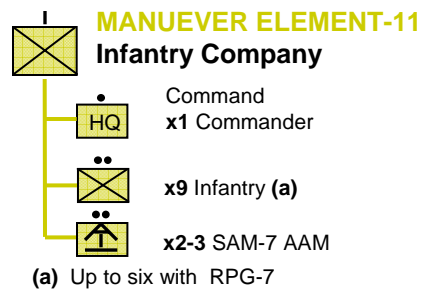 MANUEVER ELEMENT-11
Infantry Company
Command
HQ x1 Commander
x9 Infantry (a)
x2-3 SAM-7 AAM
(a) Up to six with RPG-7